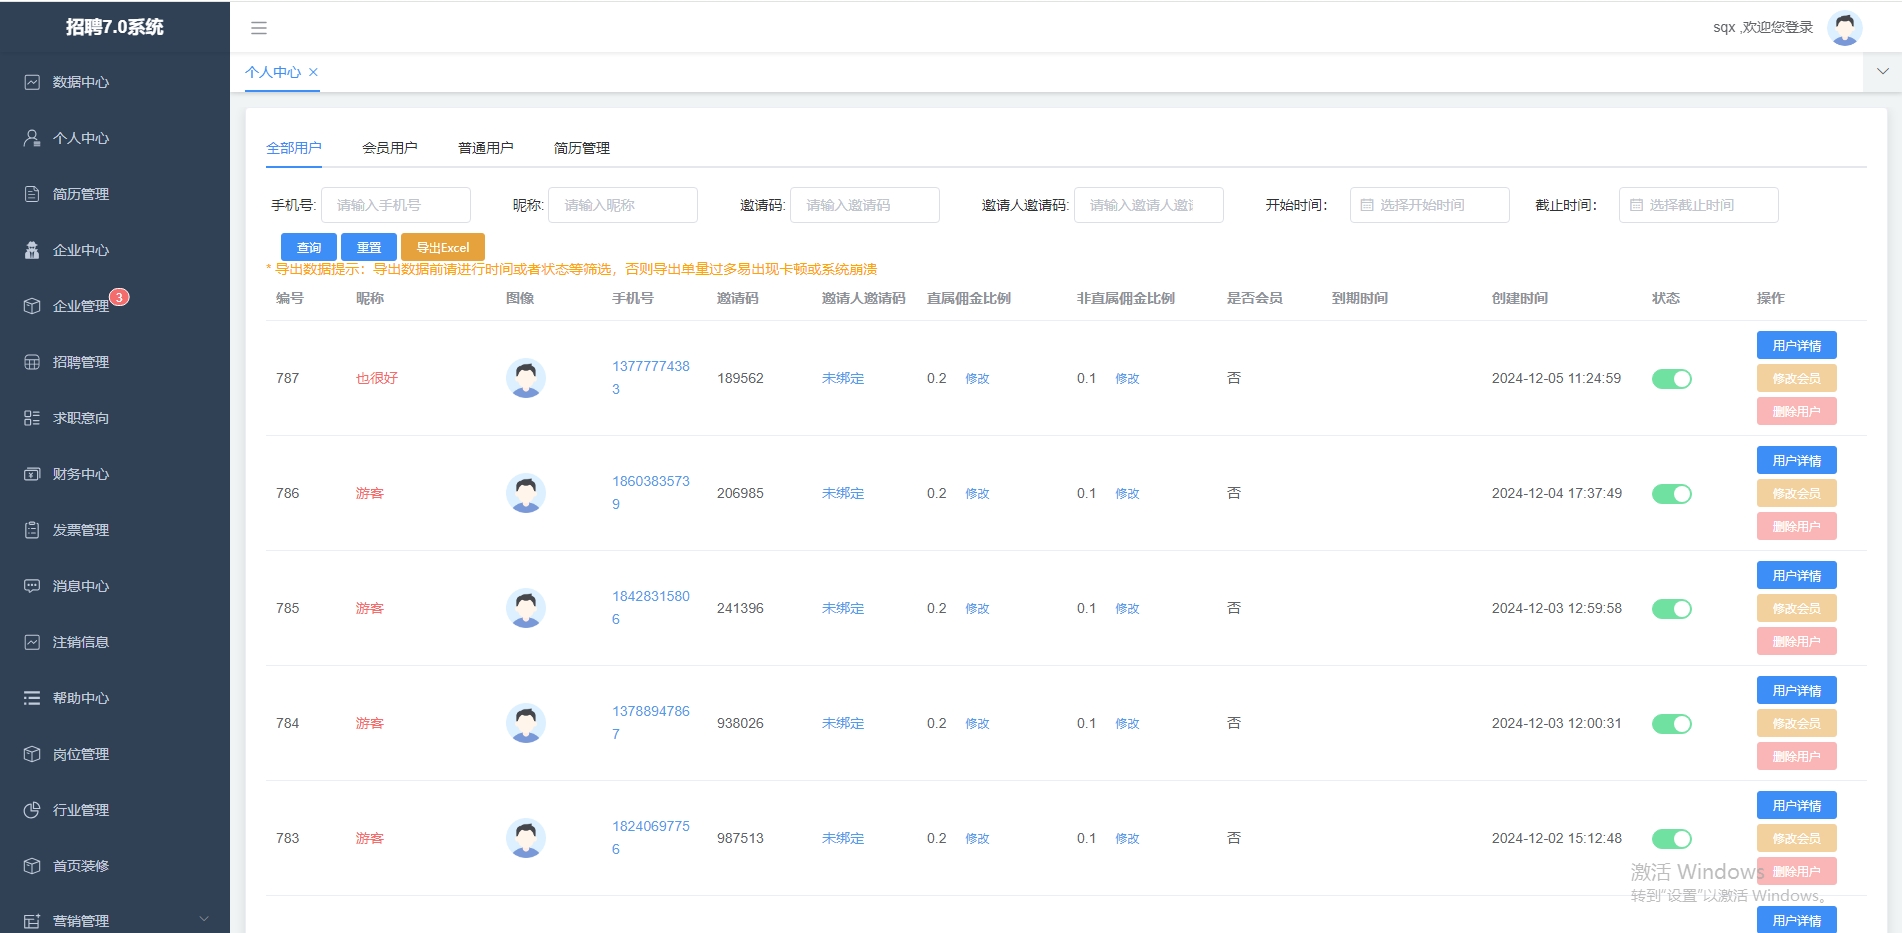 招聘7.0系统
sqx ,欢迎您登录
数据中心
个人中心
简历管理
企业中心
企业管理 3
招聘管理
求职意向
财务中心
发票管理
消息中心
注销信息
帮助中心
岗位管理
行业管理
首页装修
营销管理
个人中心
全部用户 会员用户 普通用户 简历管理
手机号: 请输入手机号 昵称: 请输入昵称 邀请码: 请输入邀请码 邀请人邀请码: 请输入邀请人邀请 开始时间: 选择开始时间 截止时间: 选择截止时间
查询 重置 导出Excel
* 导出数据提示：导出数据前请进行时间或者状态等筛选，否则导出单量过多易出现卡顿或系统崩溃
编号 昵称 图像 手机号 邀请码 邀请人邀请码 直属佣金比例 非直属佣金比例 是否会员 到期时间 创建时间 状态 操作
787 也很好 1377777438 189562 未绑定 0.2 修改 0.1 修改 否 2024-12-05 11:24:59
3
用户详情
修改会员
删除用户
786 游客 1860383573 206985 未绑定 0.2 修改 0.1 修改 否 2024-12-04 17:37:49
9
用户详情
修改会员
删除用户
785 游客 1842831580 241396 未绑定 0.2 修改 0.1 修改 否 2024-12-03 12:59:58
6
用户详情
修改会员
删除用户
784 游客 1378894786 938026 未绑定 0.2 修改 0.1 修改 否 2024-12-03 12:00:31
7
用户详情
修改会员
删除用户
783 游客 1824069775 987513 未绑定 0.2 修改 0.1 修改 否 2024-12-02 15:12:48
6
用户详情
修改会员
删除用户
用户详情
激活 Windows
转到“设置”以激活 Windows。